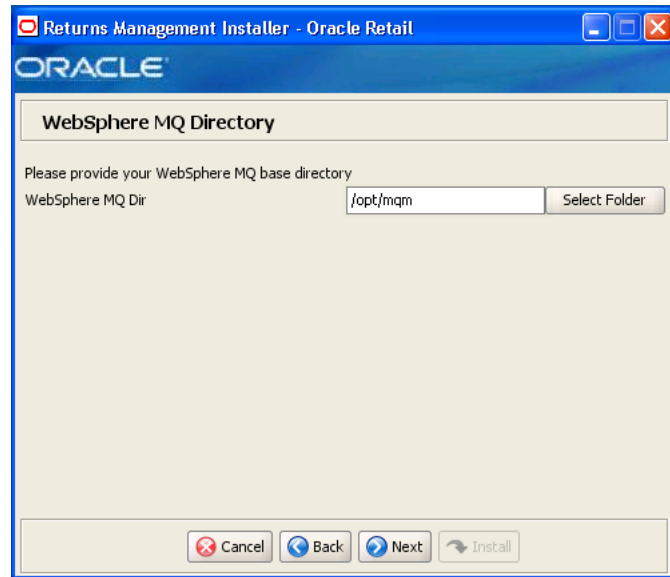 Returns Management Installer - Oracle Retail
ORACLE
WebSphere MQ Directory
Please provide your WebSphere MQ base directory
WebSphere MQ Dir /opt/mqm Select Folder
Cancel Back Next Install